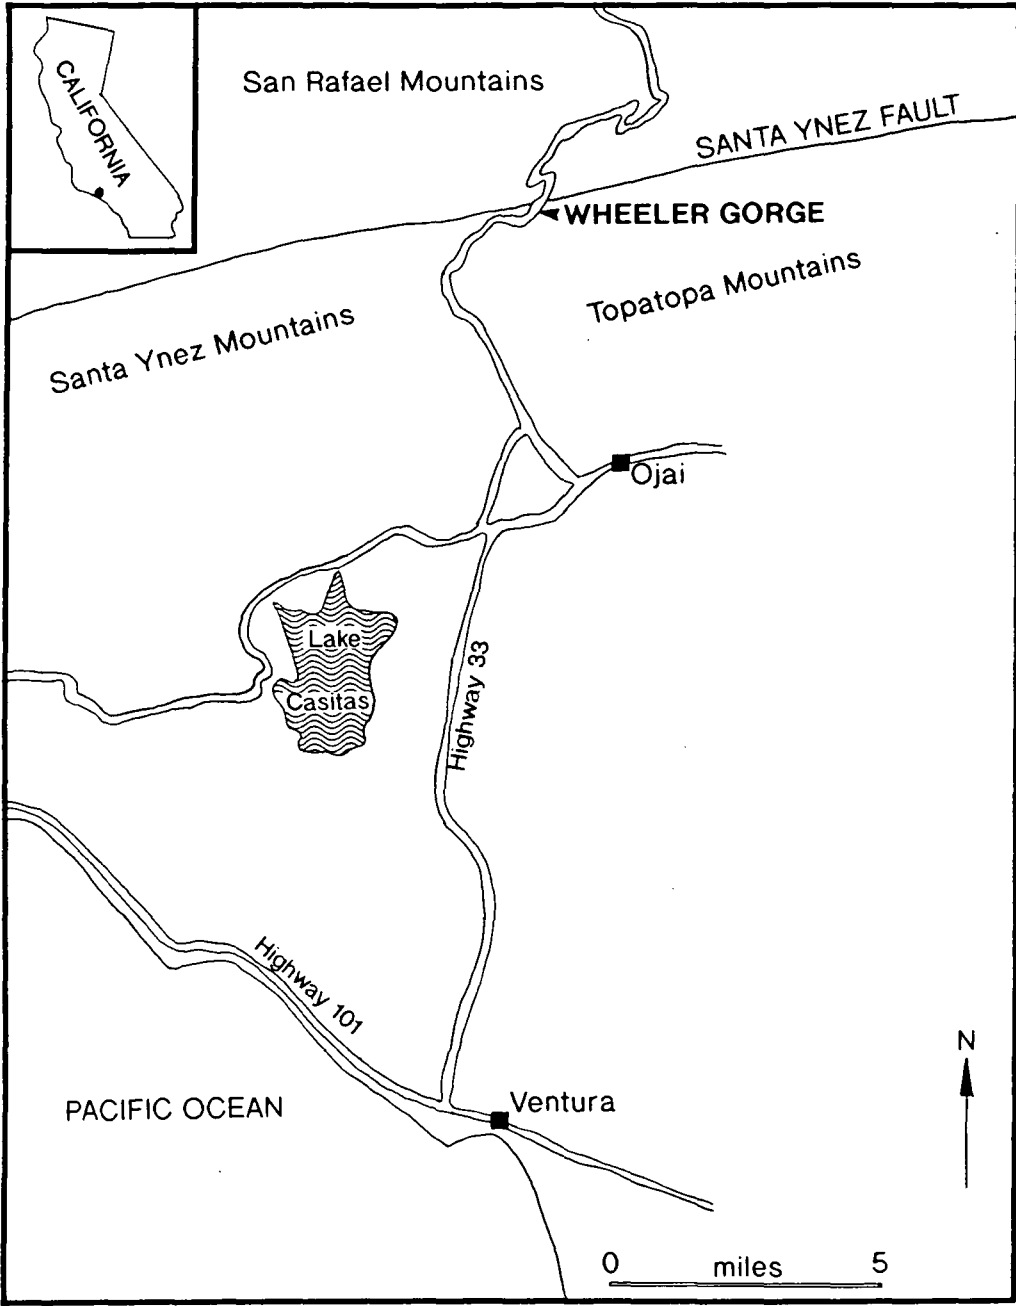 CALIFORNIA
San Rafael Mountains
SANTA YNEZ FAULT
WHEELER GORGE
Topatopa Mountains
Santa Ynez Mountains
Ojai
Lake
Casitas
Highway 33
Highway 101
N
PACIFIC OCEAN
Ventura
0 miles 5